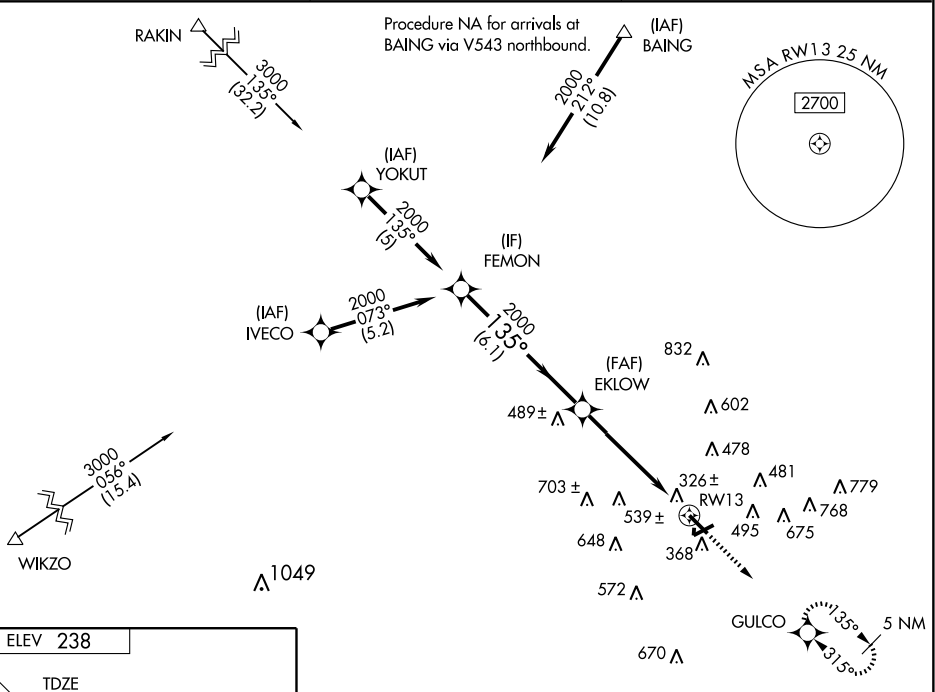 Procedure NA for arrivals at
BAING via V543 northbound.
RAKIN
3000
135°
(32.2)
(IAF)
BAING
2000
212°
(10.8)
MSA RW13 25 NM
2700
(IAF)
YOKUT
2000
135°
(5)
(IF)
FEMON
(IAF)
IVECO
2000
073°
(5.2)
2000
135°
(6.1)
(FAF)
EKLOW
832
602
489±
478
3000
056°
(15.4)
WIKZO
703±
539±
326±
RW13
481
779
495
768
675
648
368
1049
572
670
GULCO
135°
315°
5 NM
ELEV 238
TDZE